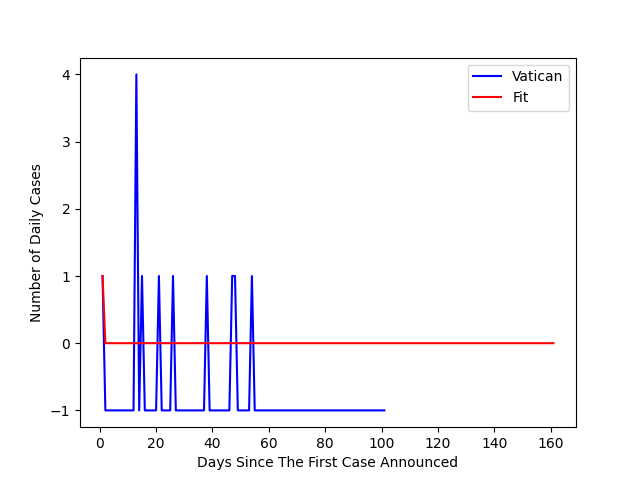 Vatican
Fit
Number of Daily Cases
4
3
2
1
0
−1
0 20 40 60 80 100 120 140 160
Days Since The First Case Announced